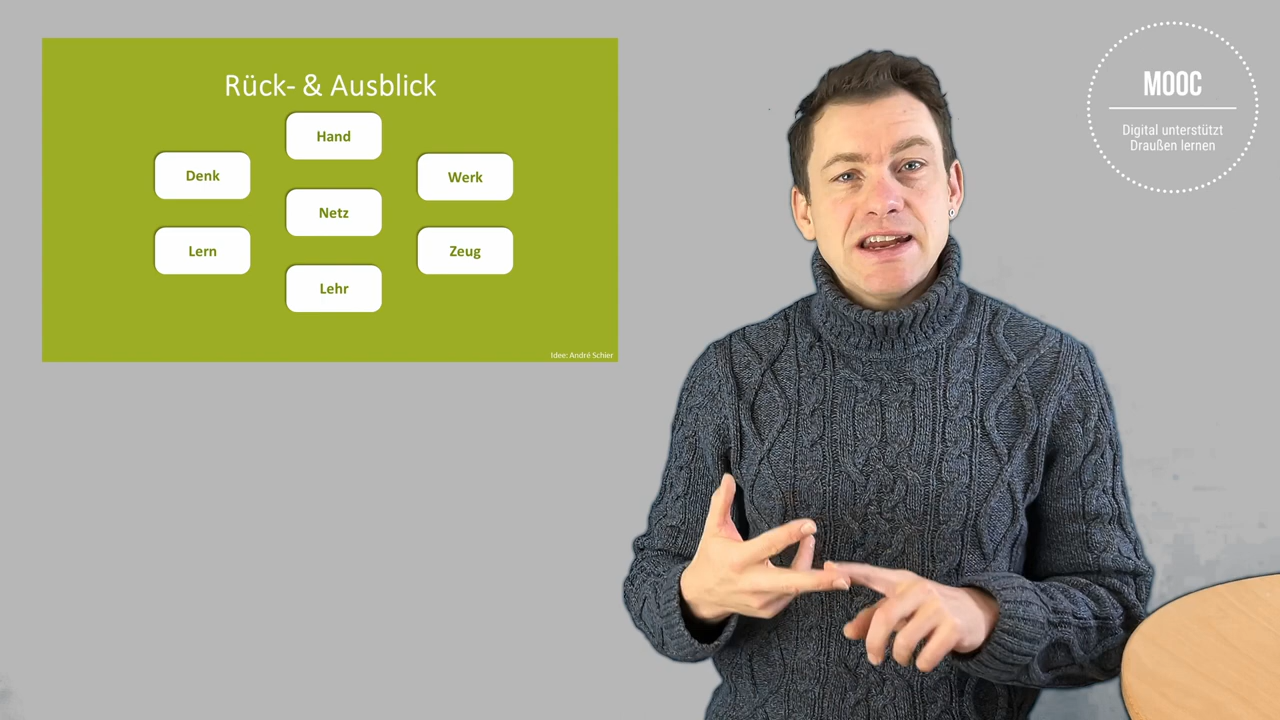 Rück- & Ausblick
Hand
Denk
Werk
Netz
Lern
Zeug
Lehr
Idee: André Schier
MOOC
Digital unterstützt
Draußen lernen